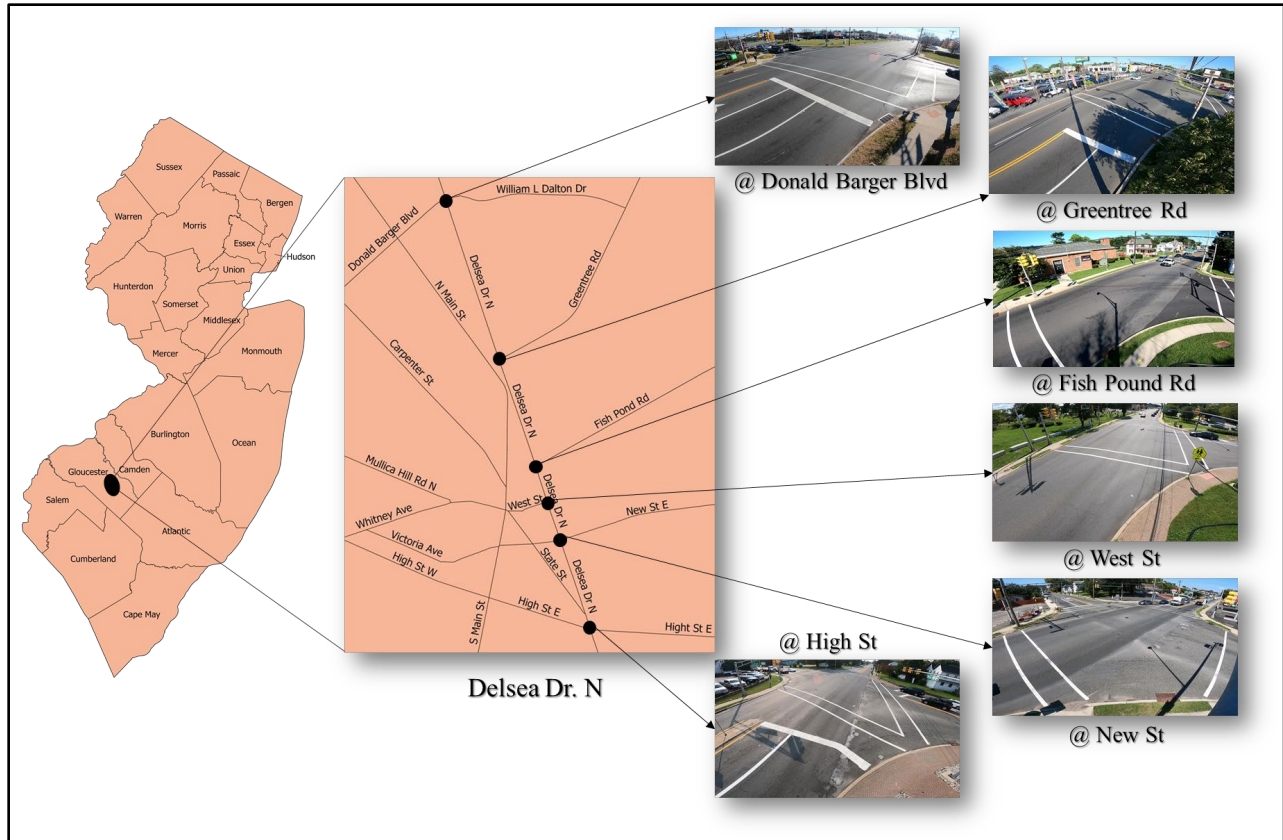 Sussex
Passaic
Bergen
Warren
Morris
Essex
Hudson
Union
Hunterdon
Somerset
Middlesex
Mercer
Monmouth
Burlington
Ocean
Gloucester
Camden
Salem
Atlantic
Cumberland
Cape May
William L Dalton Dr
Donald Barger Blvd
Delsea Dr N
Greentree Rd
N Main St
Carpenter St
Delsea Dr N
Fish Pond Rd
Mullica Hill Rd N
Delsea Dr N
West St
New St E
Whitney Ave
Victoria Ave
High St W
State St
Delsea Dr N
High St E
S Main St
Hight St E
Delsea Dr. N
@ Donald Barger Blvd
@ Greentree Rd
@ Fish Pound Rd
@ West St
@ New St
@ High St